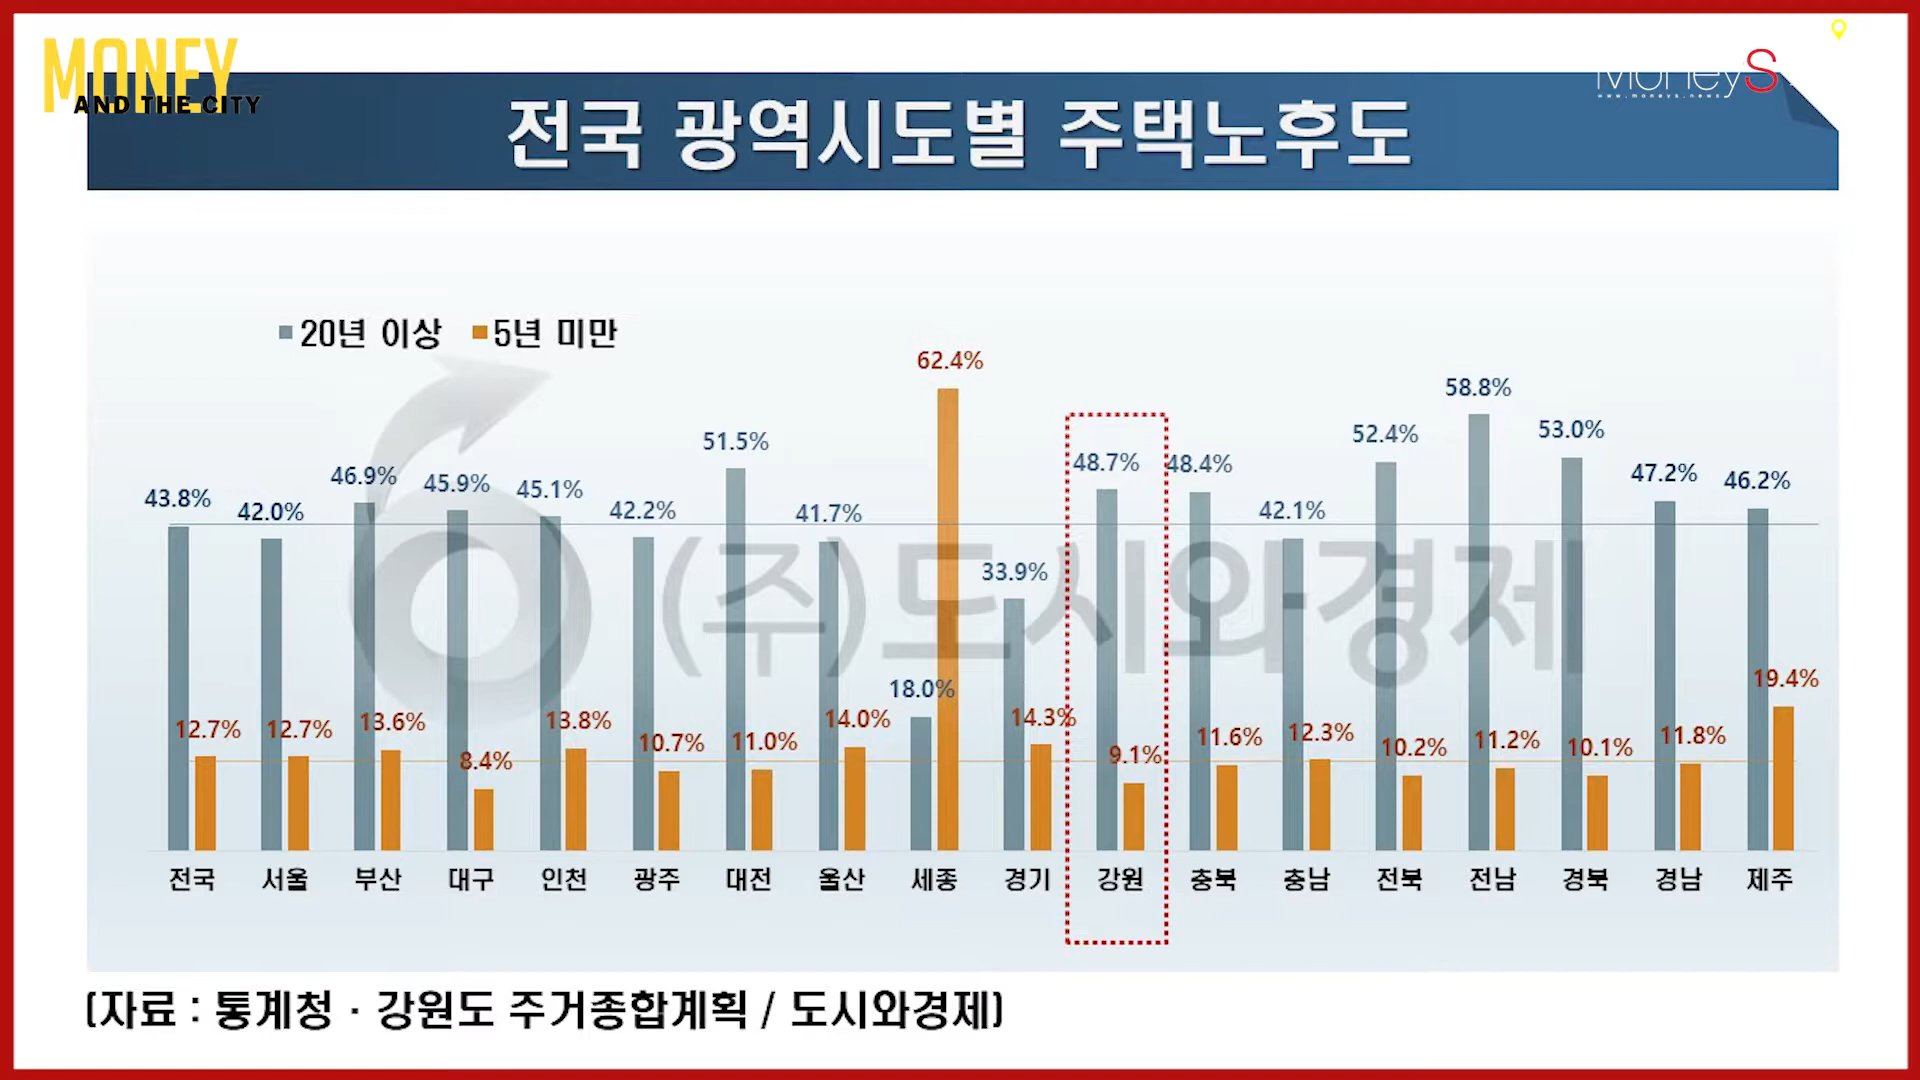 MONEY
AND THE CITY
MoneyS
www.moneys.news
전국 광역시도별 주택노후도
20년 이상 5년 미만
43.8% 42.0% 46.9% 45.9% 45.1% 42.2% 51.5% 41.7% 18.0% 33.9% 48.7% 48.4% 42.1% 52.4% 58.8% 53.0% 47.2% 46.2%
12.7% 12.7% 13.6% 8.4% 13.8% 10.7% 11.0% 14.0% 62.4% 14.3% 9.1% 11.6% 12.3% 10.2% 11.2% 10.1% 11.8% 19.4%
(주)도시와경제
전국 서울 부산 대구 인천 광주 대전 울산 세종 경기 강원 충북 충남 전북 전남 경북 경남 제주
(자료 : 통계청 · 강원도 주거종합계획 / 도시와경제)